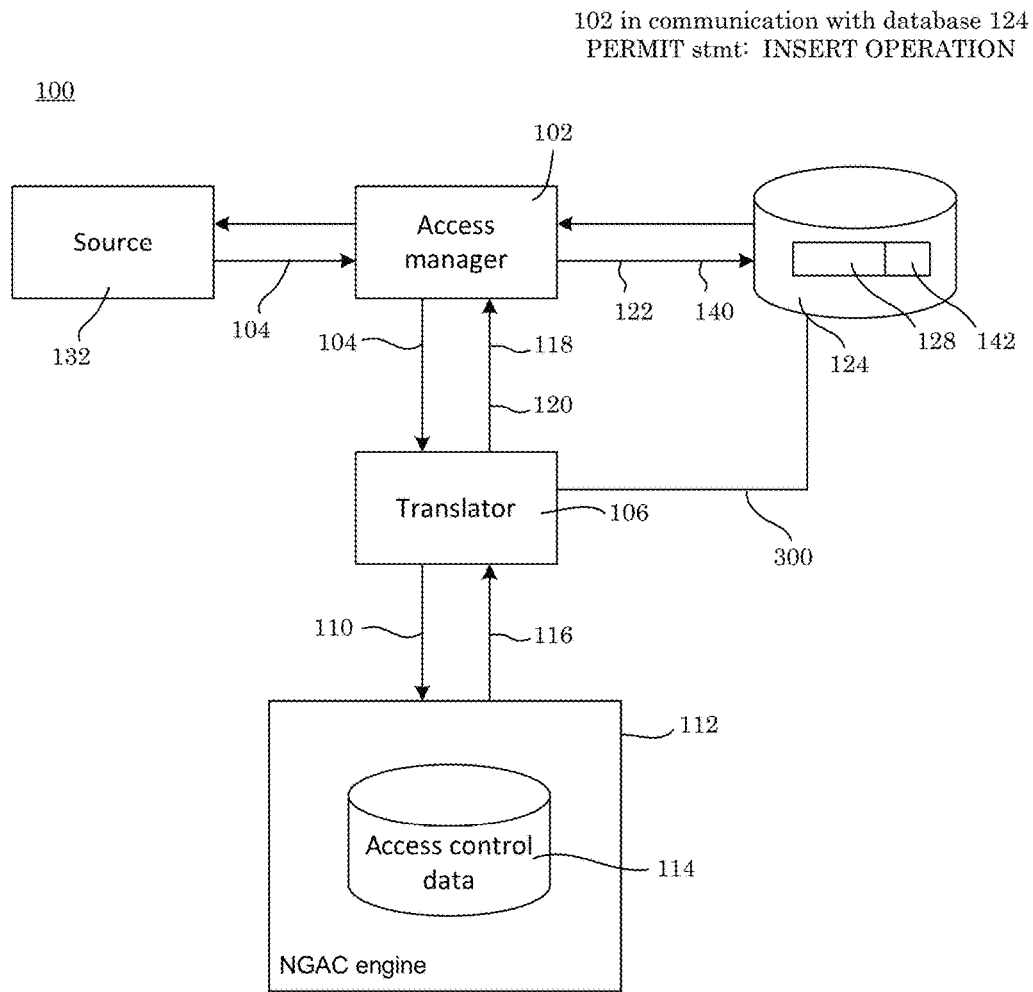 102 in communication with database 124
PERMIT stmt: INSERT OPERATION
100
102
Source
Access
manager
104
122
140
128
142
132
104
118
124
120
Translator
106
300
110
116
112
Access control
data
114
NGAC engine